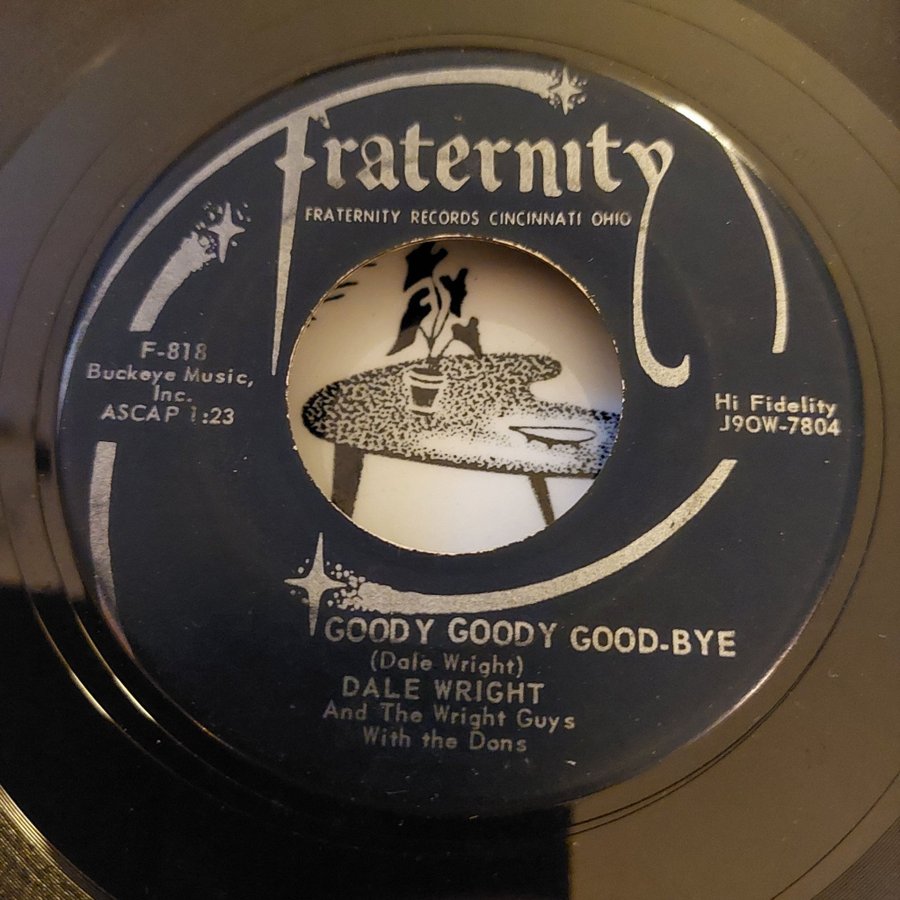 Fraternity
FRATERNITY RECORDS CINCINNATI OHIO
F-818
Buckeye Music,
Inc.
ASCAP 1:23
Hi Fidelity
J9OW-7804
GOODY GOODY GOOD-BYE
(Dale Wright)
DALE WRIGHT
And The Wright Guys
With the Dons